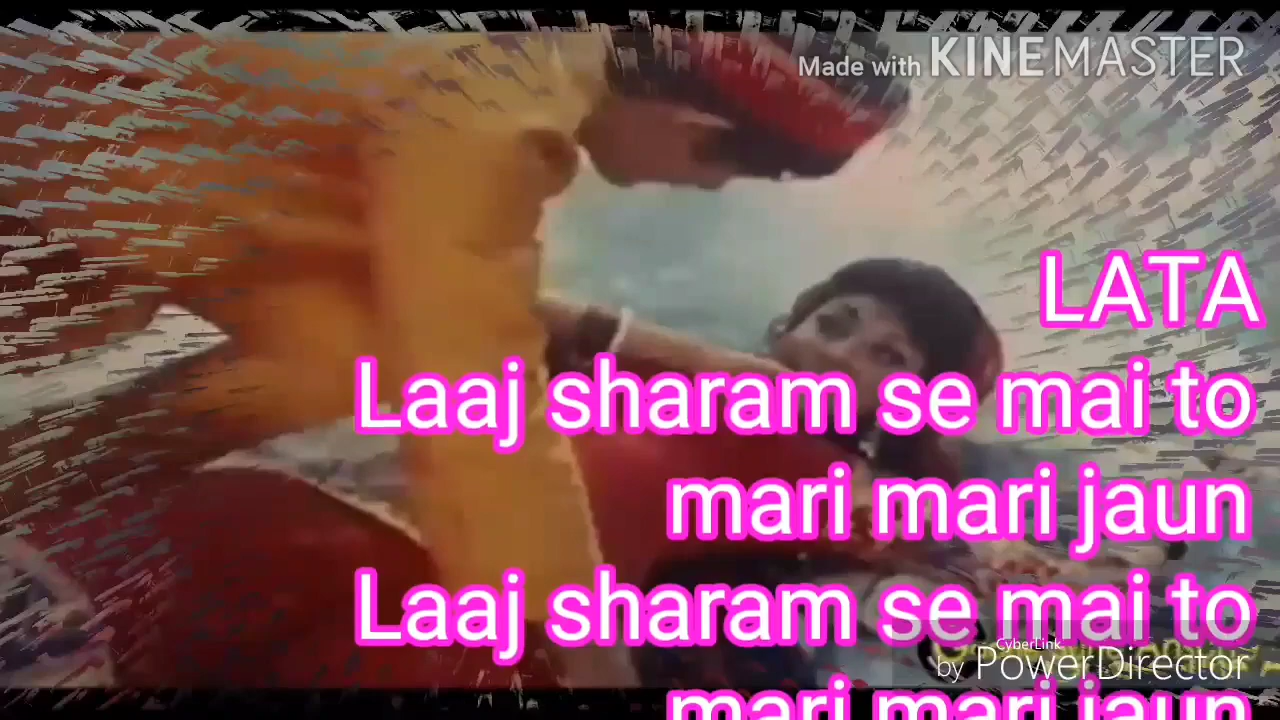 Made with KINEMASTER
LATA
Laaj sharam se mai to
mari mari jaun
Laaj sharam se mai to
CyberLink
by PowerDirector
mari mari jaun